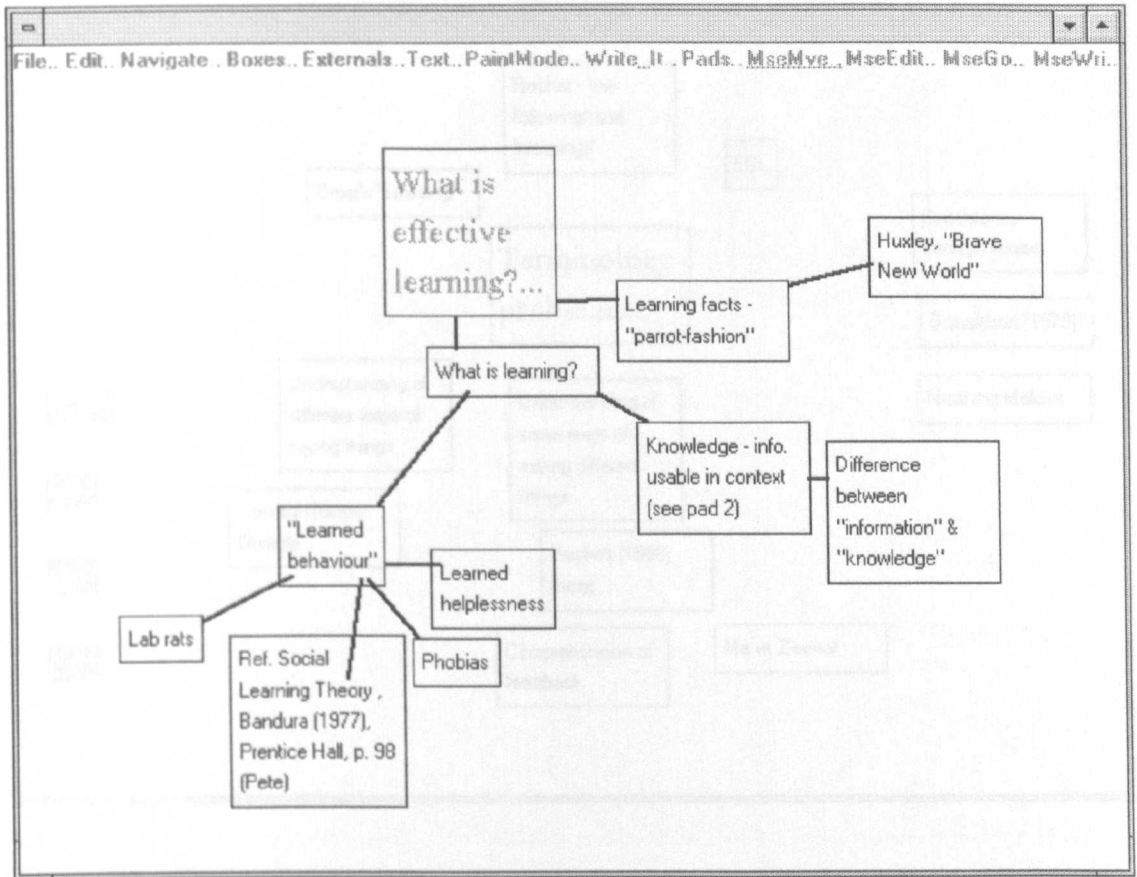 File.. Edit.. Navigate.. Boxes.. Externals.. Text.. PaintMode.. Write_It.. Pads.. MseMve.. MseEdit.. MseGo.. MseWri..
What is
effective
learning?...
Huxley, "Brave
New World"
Learning facts -
"parrot-fashion"
What is learning?
Knowledge - info.
usable in context
(see pad 2)
Difference
between
"information" &
"knowledge"
"Learned
behaviour"
Learned
helplessness
Lab rats
Ref. Social
Learning Theory ,
Bandura (1977),
Prentice Hall, p. 98
(Pete)
Phobias